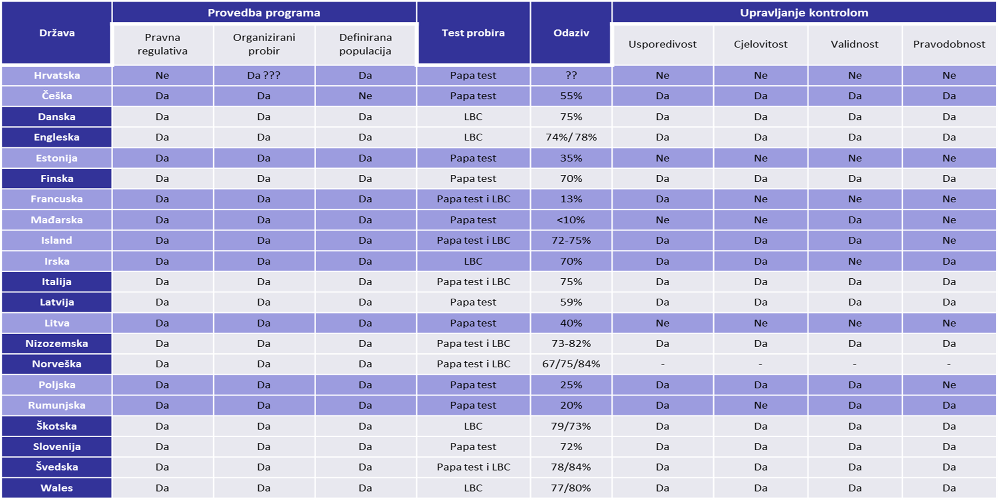 Država Provedba programa Test probira Odaziv Upravljanje kontrolom
Pravna regulativa Organizirani probir Definirana populacija Usporedivost Cjelovitost Validnost Pravodobnost
Hrvatska Ne Da ??? Da Papa test ?? Ne Ne Ne Ne
Češka Da Da Ne Papa test 55% Da Da Da Da
Danska Da Da Da LBC 75% Da Da Da Da
Engleska Da Da Da LBC 74%/ 78% Da Da Da Da
Estonija Da Da Da Papa test 35% Ne Ne Ne Ne
Finska Da Da Da Papa test 70% Da Da Da Da
Francuska Da Da Da Papa test i LBC 13% Da Ne Ne Ne
Mađarska Da Da Da Papa test <10% Ne Ne Da Ne
Island Da Da Da Papa test i LBC 72-75% Da Da Da Ne
Irska Da Da Da LBC 70% Da Da Ne Da
Italija Da Da Da Papa test i LBC 75% Da Da Da Da
Latvija Da Da Da Papa test 59% Da Da Da Da
Litva Da Da Da Papa test 40% Ne Ne Ne Ne
Nizozemska Da Da Da Papa test i LBC 73-82% Da Da Da Da
Norveška Da Da Da Papa test i LBC 67/75/84% - - - -
Poljska Da Da Da Papa test 25% Da Da Da Ne
Rumunjska Da Da Da Papa test 20% Da Ne Da Da
Škotska Da Da Da LBC 79/73% Da Da Da Da
Slovenija Da Da Da Papa test 72% Da Da Da Da
Švedska Da Da Da Papa test i LBC 78/84% Da Da Da Da
Wales Da Da Da LBC 77/80% Da Da Da Da